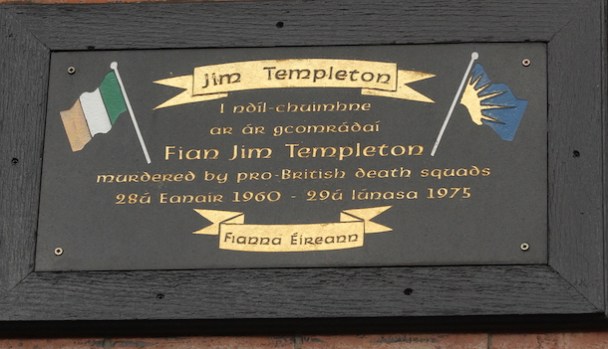 Jim Templeton
I ndíl-chuimhne
ar ár gcomrádaí
Fian Jim Templeton
murdered by pro-British death squads
28ú Eanair 1960 - 29ú lúnasa 1975
Fianna Éireann